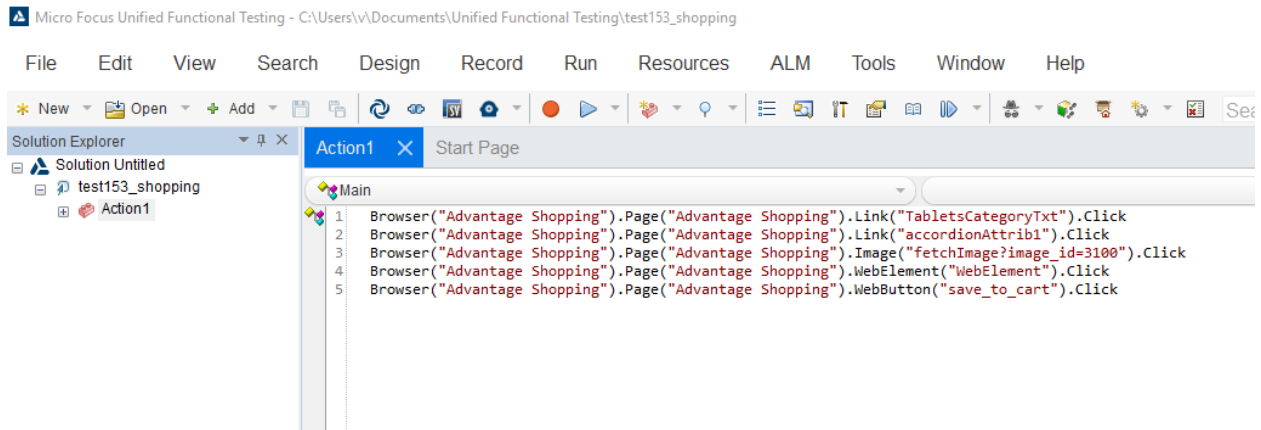 Micro Focus Unified Functional Testing - C:\Users\v\Documents\Unified Functional Testing\test153_shopping
File Edit View Search Design Record Run Resources ALM Tools Window Help
New Open Add
Solution Explorer
Action1 Start Page
Solution Untitled
test153_shopping
Action1
Main
1 Browser("Advantage Shopping").Page("Advantage Shopping").Link("TabletsCategoryTxt").Click
2 Browser("Advantage Shopping").Page("Advantage Shopping").Link("accordionAttrib1").Click
3 Browser("Advantage Shopping").Page("Advantage Shopping").Image("fetchImage?image_id=3100").Click
4 Browser("Advantage Shopping").Page("Advantage Shopping").WebElement("WebElement").Click
5 Browser("Advantage Shopping").Page("Advantage Shopping").WebButton("save_to_cart").Click